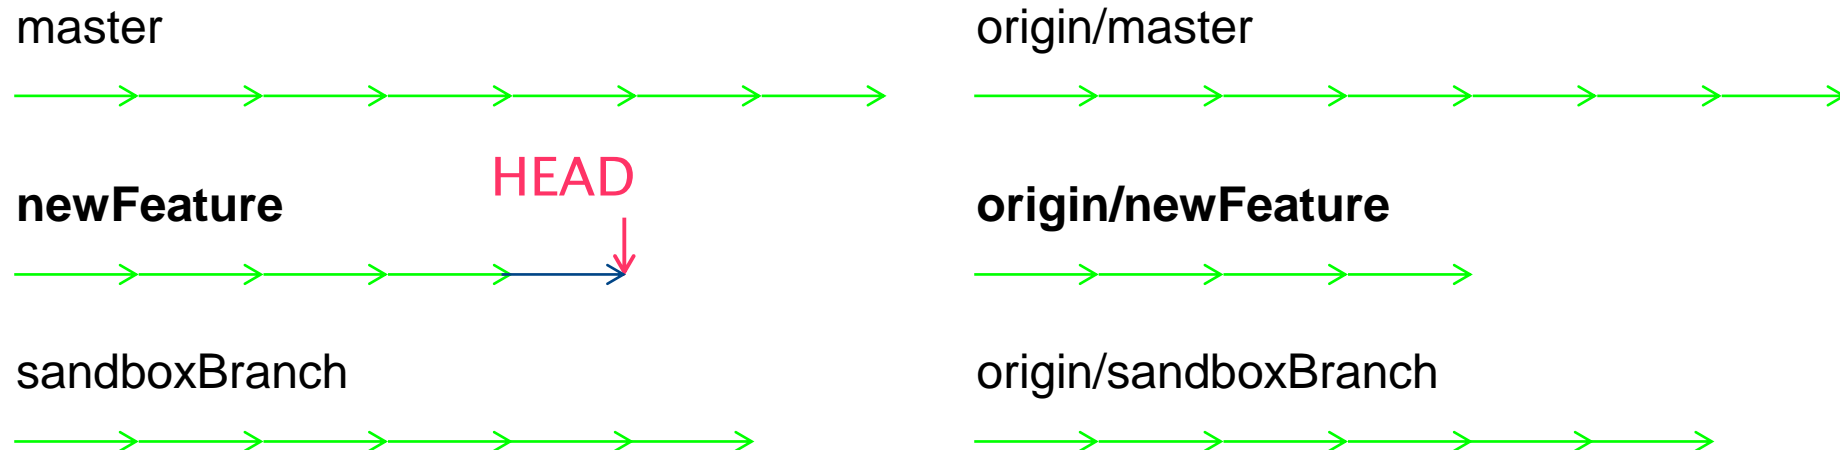 master
origin/master
HEAD
newFeature
origin/newFeature
sandboxBranch
origin/sandboxBranch